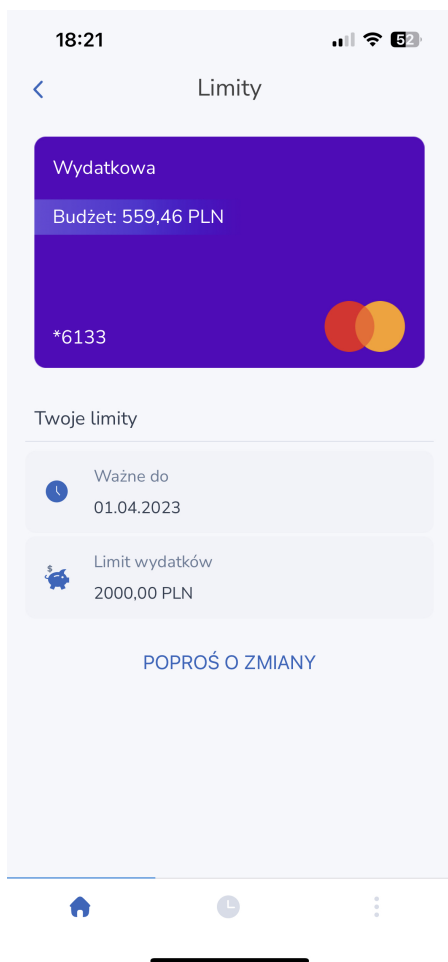 18:21
52
Limity
Wydatkowa
Budżet: 559,46 PLN
*6133
Twoje limity
Ważne do
01.04.2023
Limit wydatków
$
2000,00 PLN
POPROŚ O ZMIANY